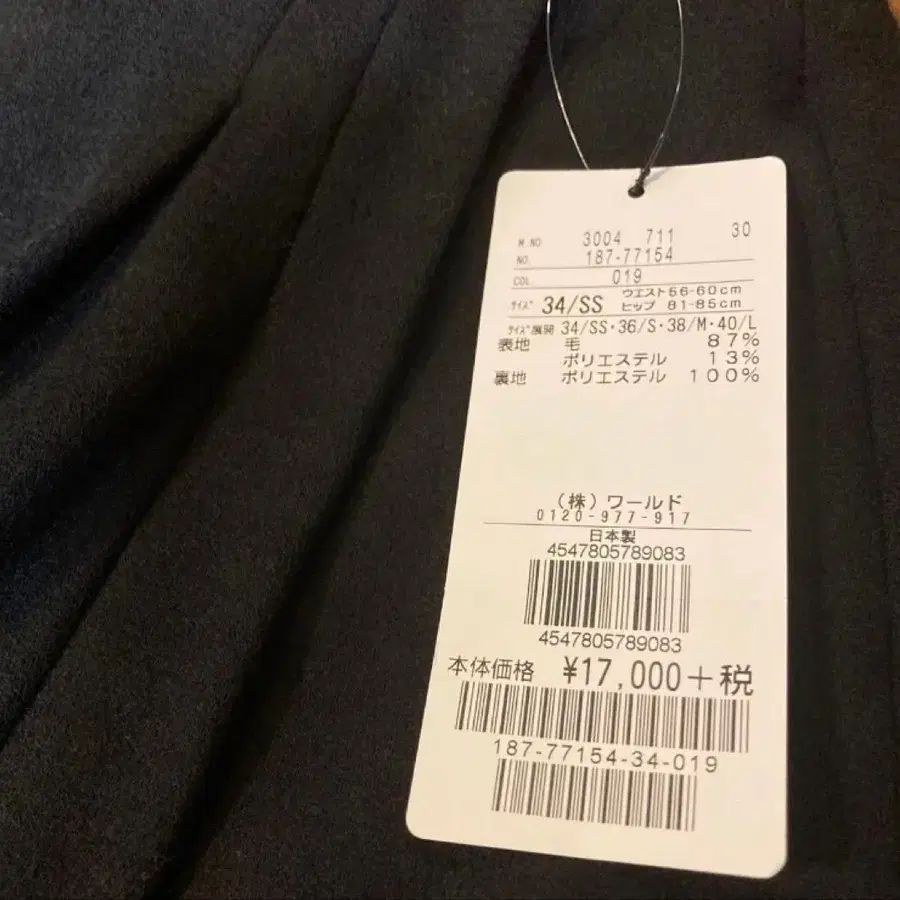 M.NO 3004 711 30
NO. 187-77154
COL 019
サイズ 34/SS ウエスト56-60cm
ヒップ 81-85cm
サイズ展開 34/SS・36/S・38/M・40/L
表地 毛 87%
ポリエステル 13%
裏地 ポリエステル 100%
(株)ワールド
0120-977-917
日本製
4547805789083
4547805789083
本体価格 ¥17,000+税
187-77154-34-019